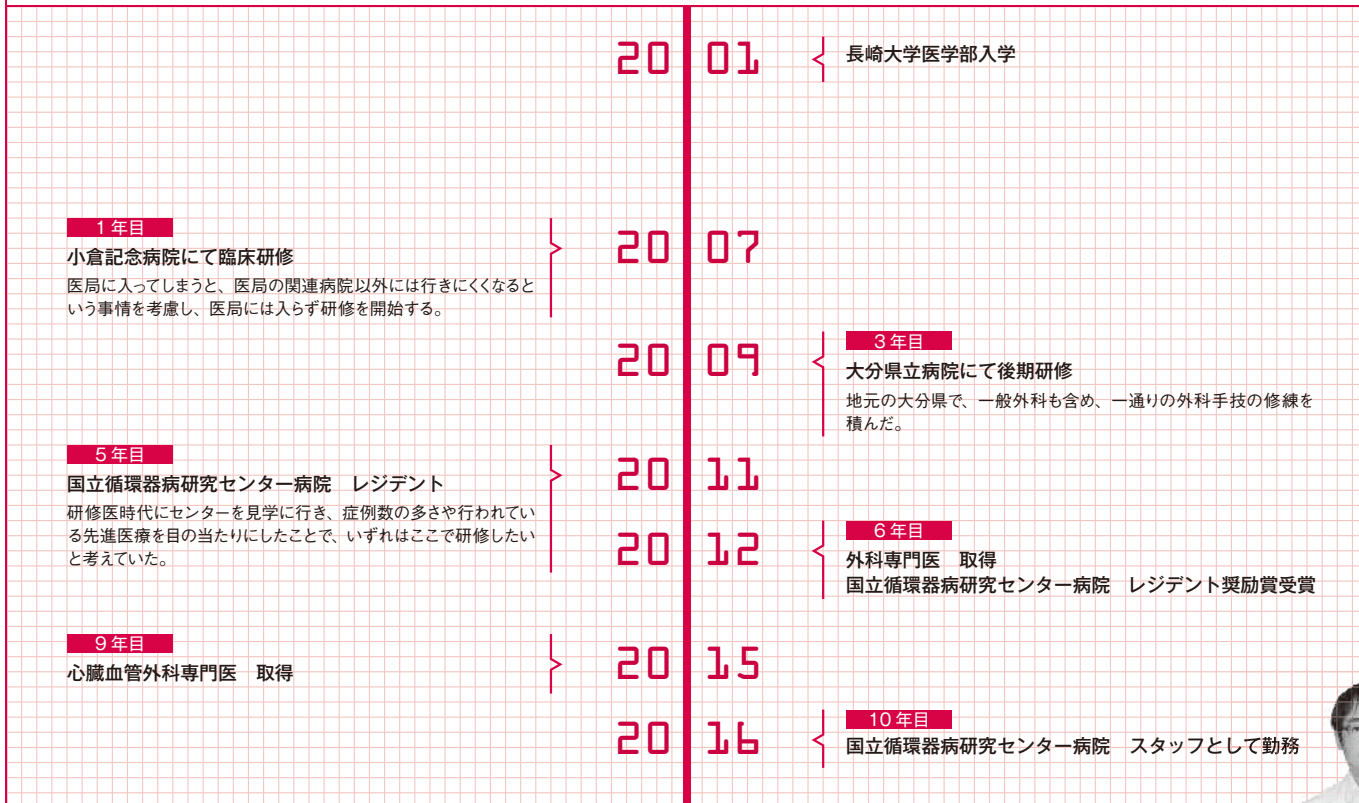 2001
長崎大学医学部入学
1年目
小倉記念病院にて臨床研修
医局に入ってしまうと、医局の関連病院以外には行きにくくなると
いう事情を考慮し、医局には入らず研修を開始する。
2007
2009
3年目
大分県立病院にて後期研修
地元の大分県で、一般外科も含め、一通りの外科手技の修練を
積んだ。
5年目
国立循環器病研究センター病院　レジデント
研修医時代にセンターを見学に行き、症例数の多さや行われてい
る先進医療を目の当たりにしたことで、いずれはここで研修したい
と考えていた。
2011
2012
6年目
外科専門医　取得
国立循環器病研究センター病院　レジデント奨励賞受賞
9年目
心臓血管外科専門医　取得
2015
2016
10年目
国立循環器病研究センター病院　スタッフとして勤務